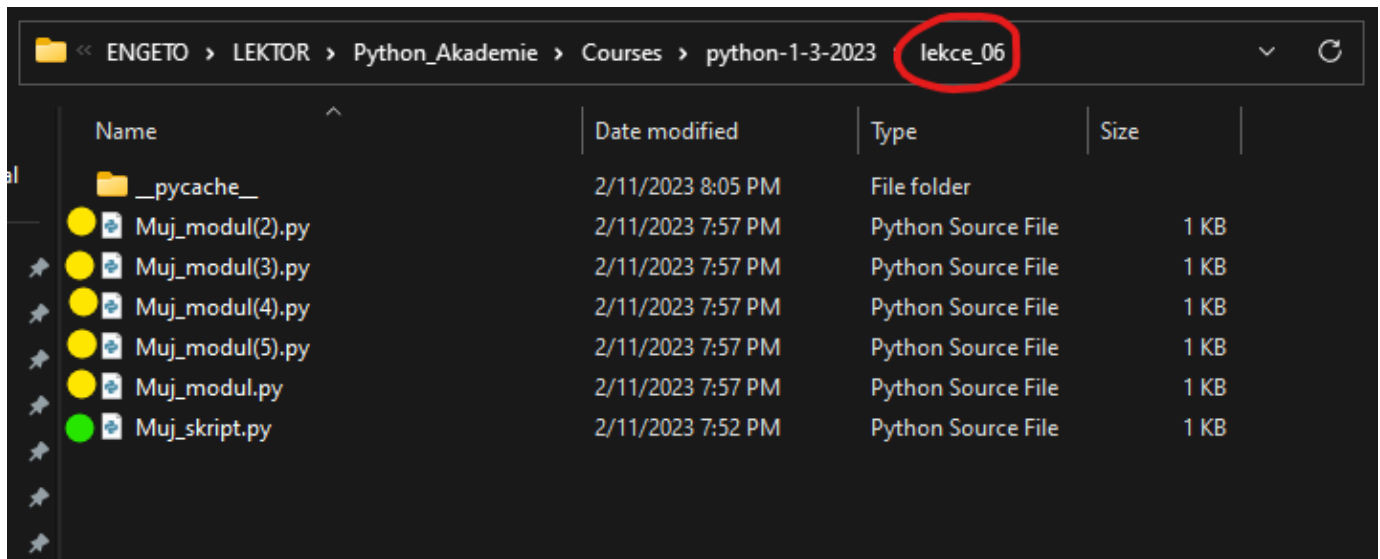 « ENGETO > LEKTOR > Python_Akademie > Courses > python-1-3-2023 lekce_06
Name Date modified Type Size
al
__pycache__ 2/11/2023 8:05 PM File folder
Muj_modul(2).py 2/11/2023 7:57 PM Python Source File 1 KB
Muj_modul(3).py 2/11/2023 7:57 PM Python Source File 1 KB
Muj_modul(4).py 2/11/2023 7:57 PM Python Source File 1 KB
Muj_modul(5).py 2/11/2023 7:57 PM Python Source File 1 KB
Muj_modul.py 2/11/2023 7:57 PM Python Source File 1 KB
Muj_skript.py 2/11/2023 7:52 PM Python Source File 1 KB